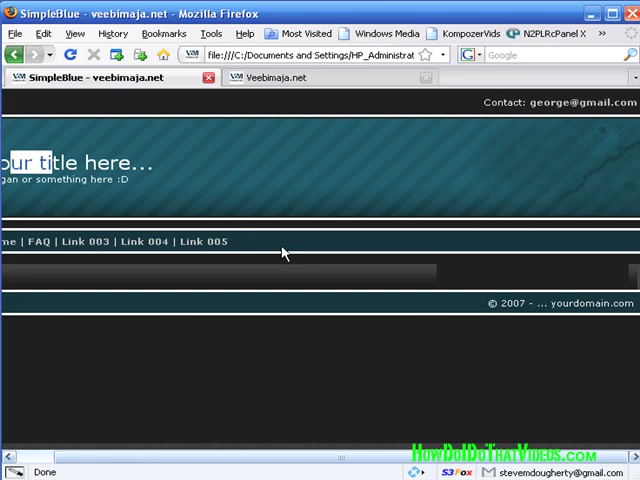 SimpleBlue - veebimaja.net - Mozilla Firefox
File Edit View History Bookmarks Tools Help Most Visited Windows Media KompozerVids N2PLRcPanel X »
VAM file:///C:/Documents and Settings/HP_Administrat G Google
VAM SimpleBlue - veebimaja.net VAM Veebimaja.net
Contact: george@gmail.com
our title here...
gan or something here :D
me | FAQ | Link 003 | Link 004 | Link 005
© 2007 - ... yourdomain.com
HowDoIDoThatVideos.com
Done S3Fox stevemdougherty@gmail.com